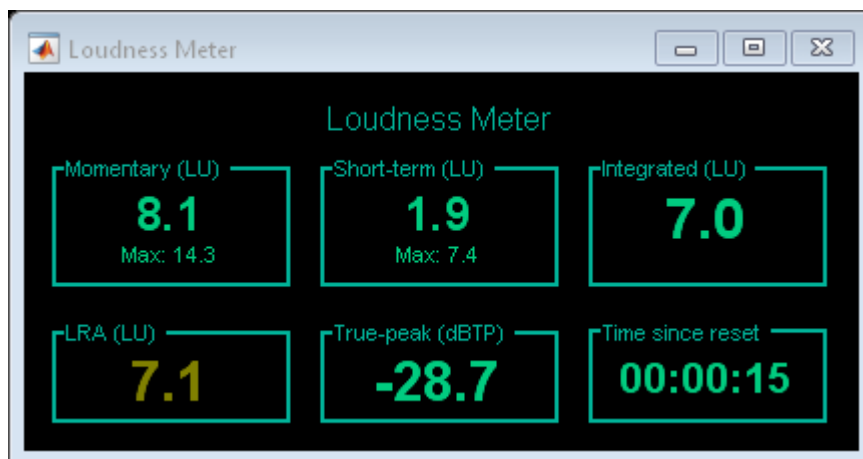 Loudness Meter
Loudness Meter
Momentary (LU)
8.1
Max: 14.3
Short-term (LU)
1.9
Max: 7.4
Integrated (LU)
7.0
LRA (LU)
7.1
True-peak (dBTP)
-28.7
Time since reset
00:00:15